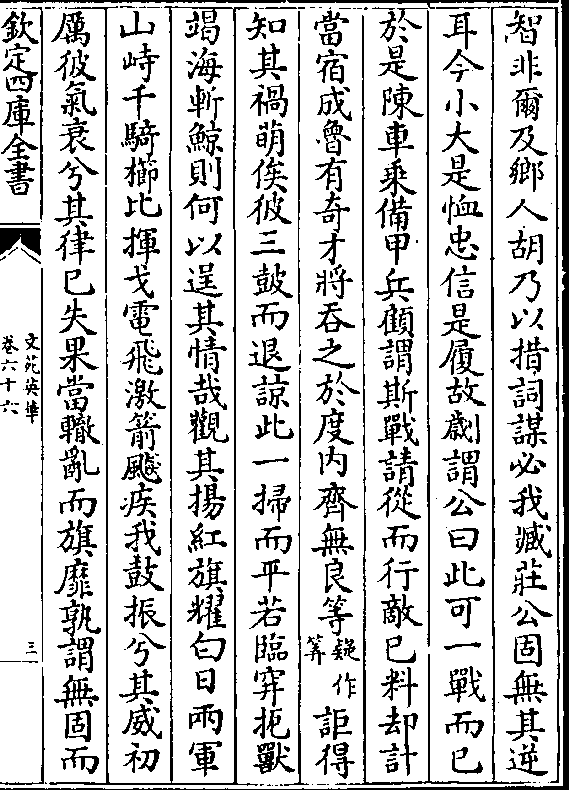 智非爾及鄉人胡乃以措詞謀必我臧莊公固無其逆
耳今小大是恤忠信是履故劌謂公曰此可一戰而已
於是陳車乘備甲兵顧謂斯戰請從而行敵已料却計
當宿成魯有奇才將吞之於度内齊無良等疑作筭詎得
知其禍萌俟彼三鼓而退諒此一掃而平若臨穽扼獸
竭海斬鯨則何以逞其情哉觀其揚紅旗耀白日兩軍
山峙千騎櫛比揮戈電飛激箭飈疾我鼓振兮其威初
厲彼氣衰兮其律已失果當轍亂而旗靡孰謂無固而
欽定四庫全書
文苑英華
卷六十六
三